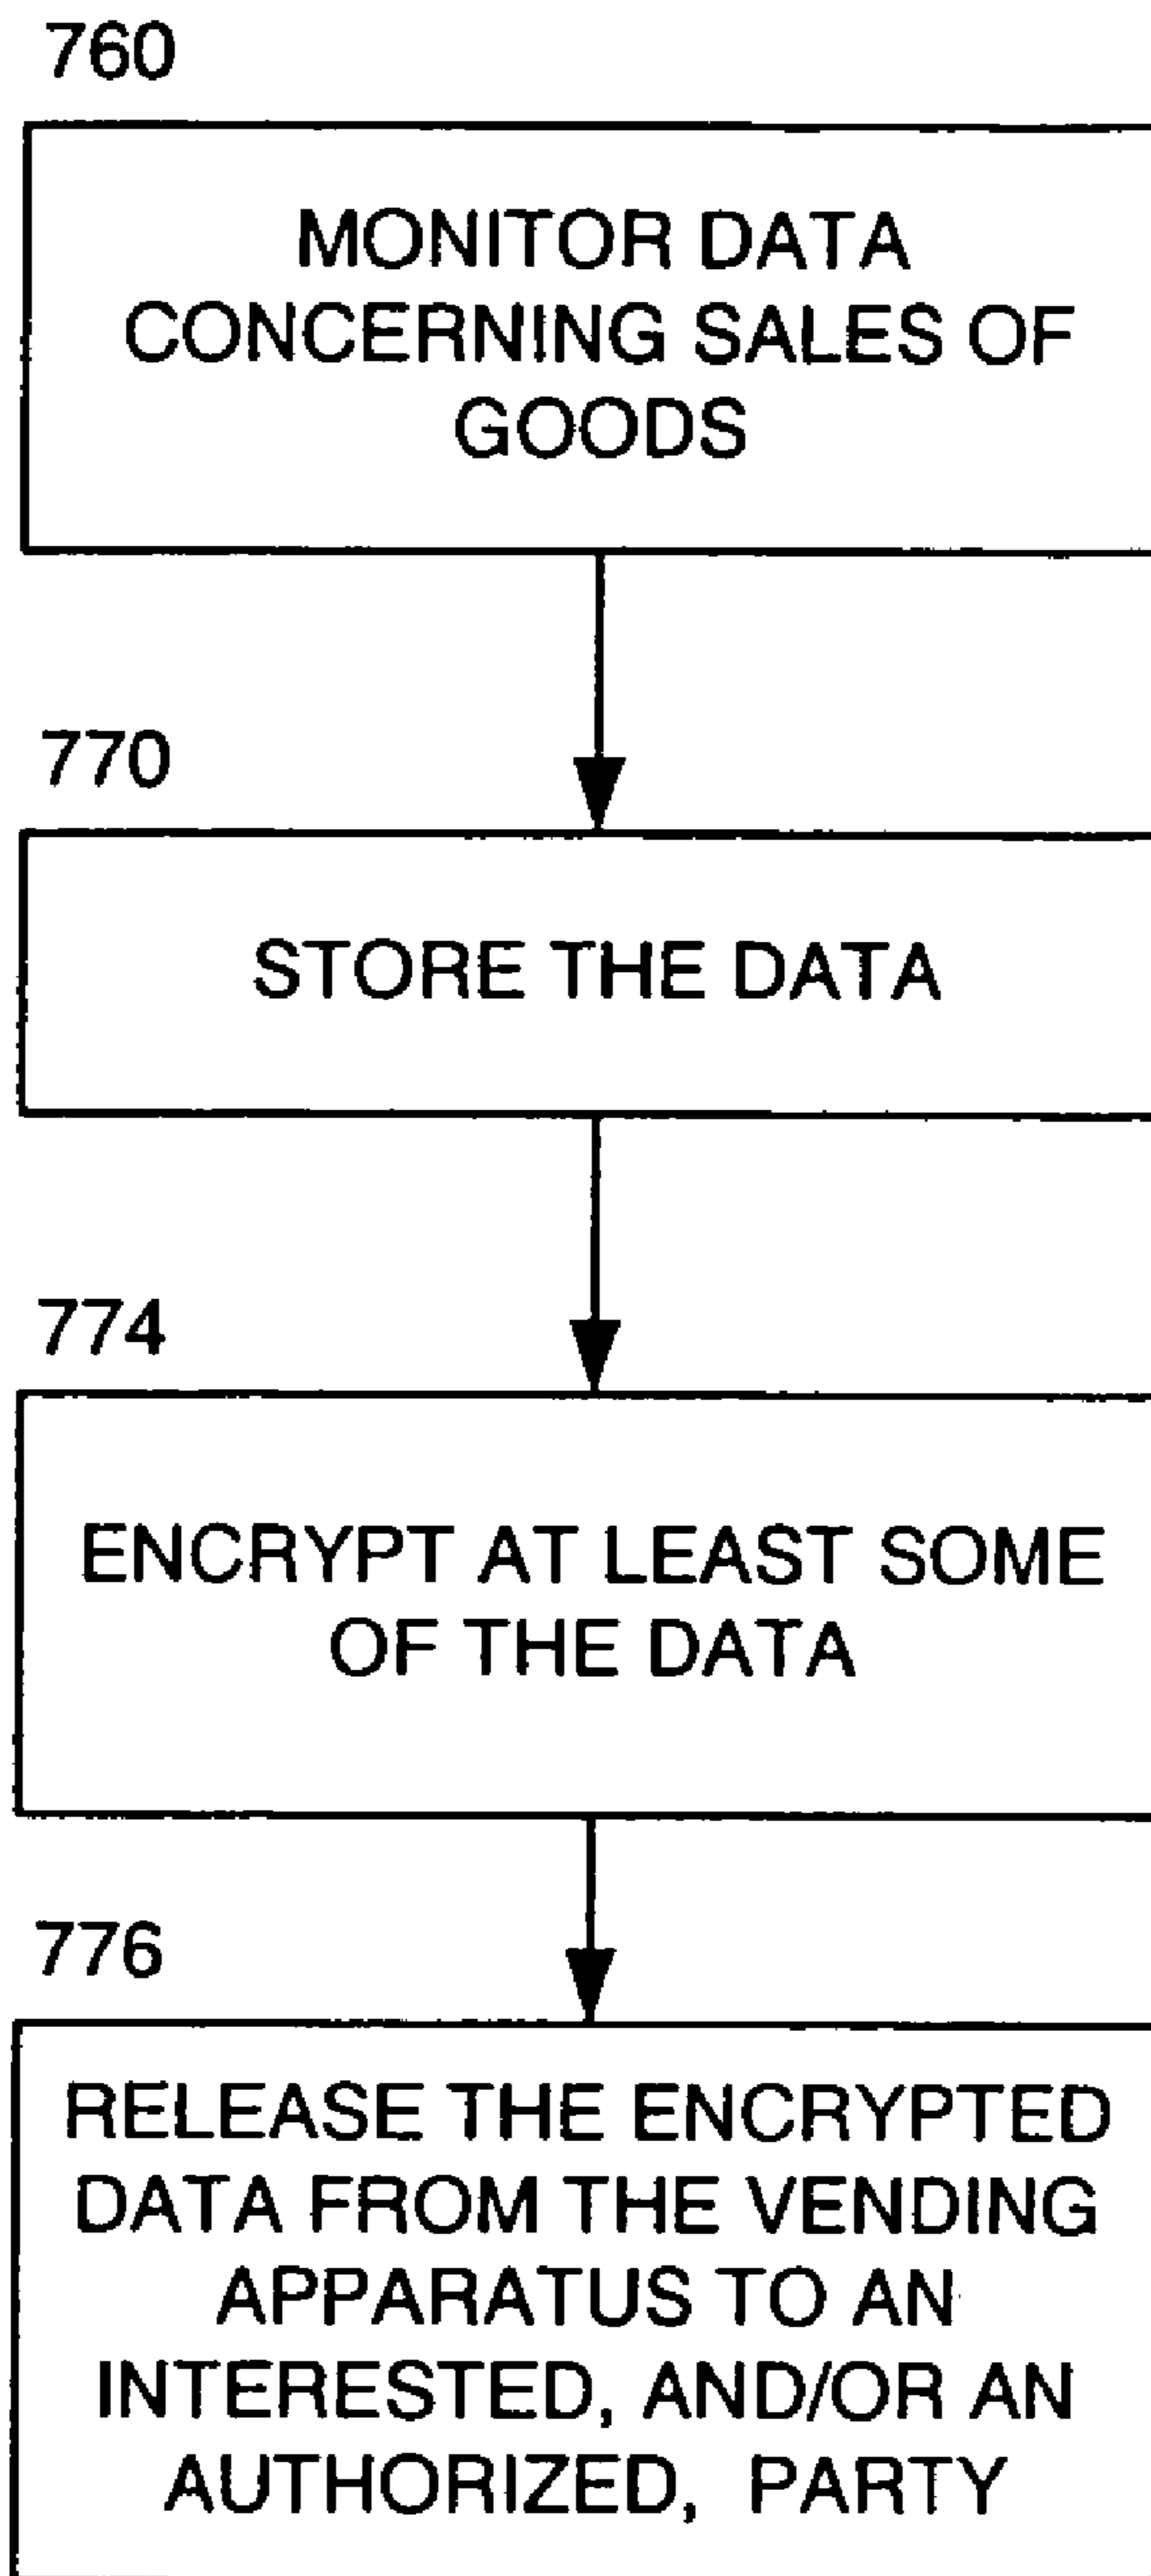 760
MONITOR DATA
CONCERNING SALES OF
GOODS
770
STORE THE DATA
774
ENCRYPT AT LEAST SOME
OF THE DATA
776
RELEASE THE ENCRYPTED
DATA FROM THE VENDING
APPARATUS TO AN
INTERESTED, AND/OR AN
AUTHORIZED, PARTY